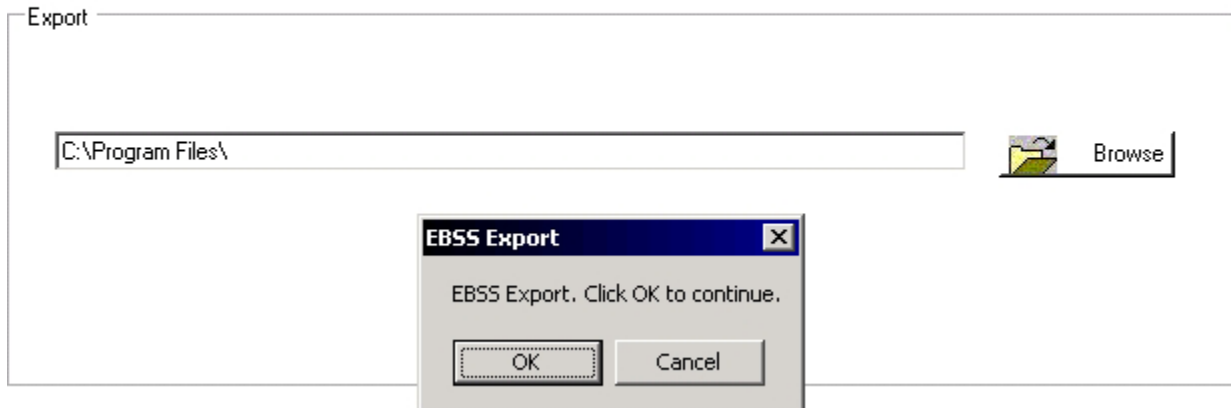 Export
C:\Program Files\
Browse
EBSS Export
EBSS Export. Click OK to continue.
OK
Cancel